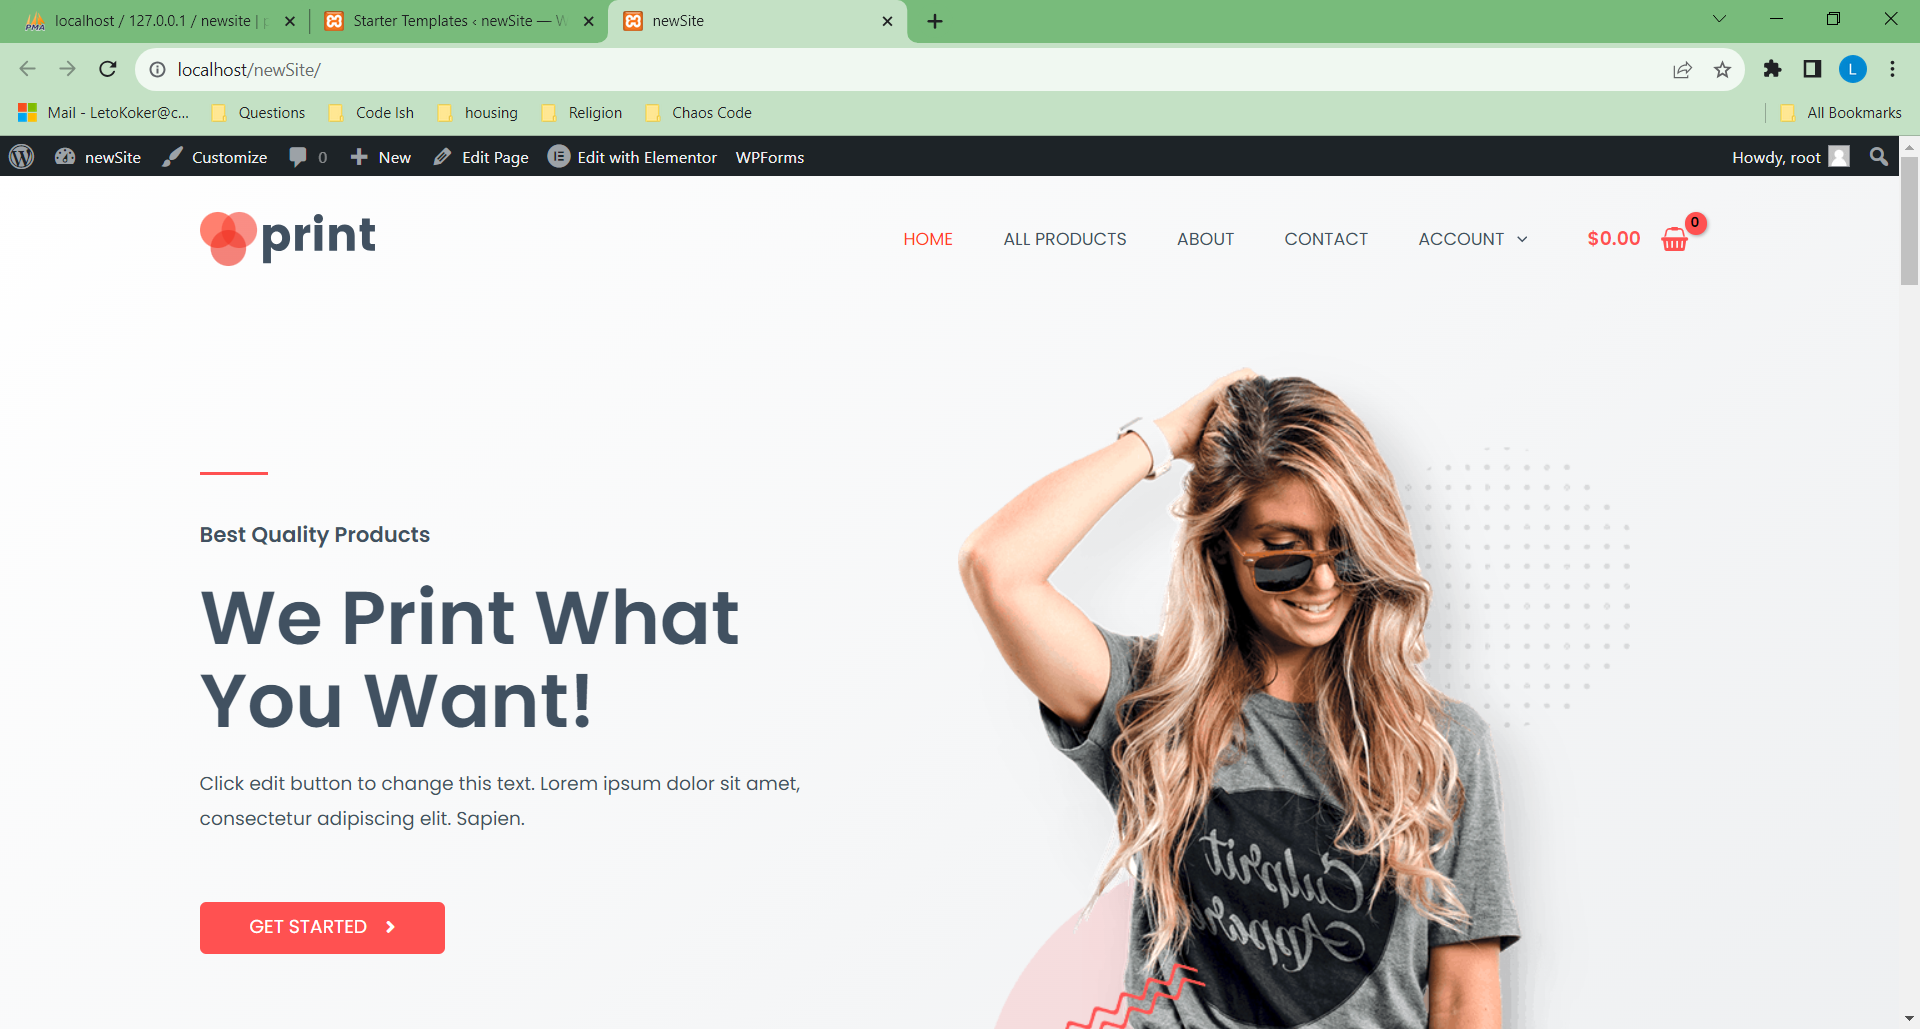 localhost / 127.0.0.1 / newsite |
Starter Templates ‹ newSite —
newSite
localhost/newSite/
L
Mail - LetoKoker@c...
Questions
Code Ish
housing
Religion
Chaos Code
All Bookmarks
newSite
Customize
0
New
Edit Page
Edit with Elementor
WPForms
Howdy, root
print
HOME
ALL PRODUCTS
ABOUT
CONTACT
ACCOUNT
$0.00
0
Best Quality Products
We Print What
You Want!
Click edit button to change this text. Lorem ipsum dolor sit amet,
consectetur adipiscing elit. Sapien.
GET STARTED
Culprit